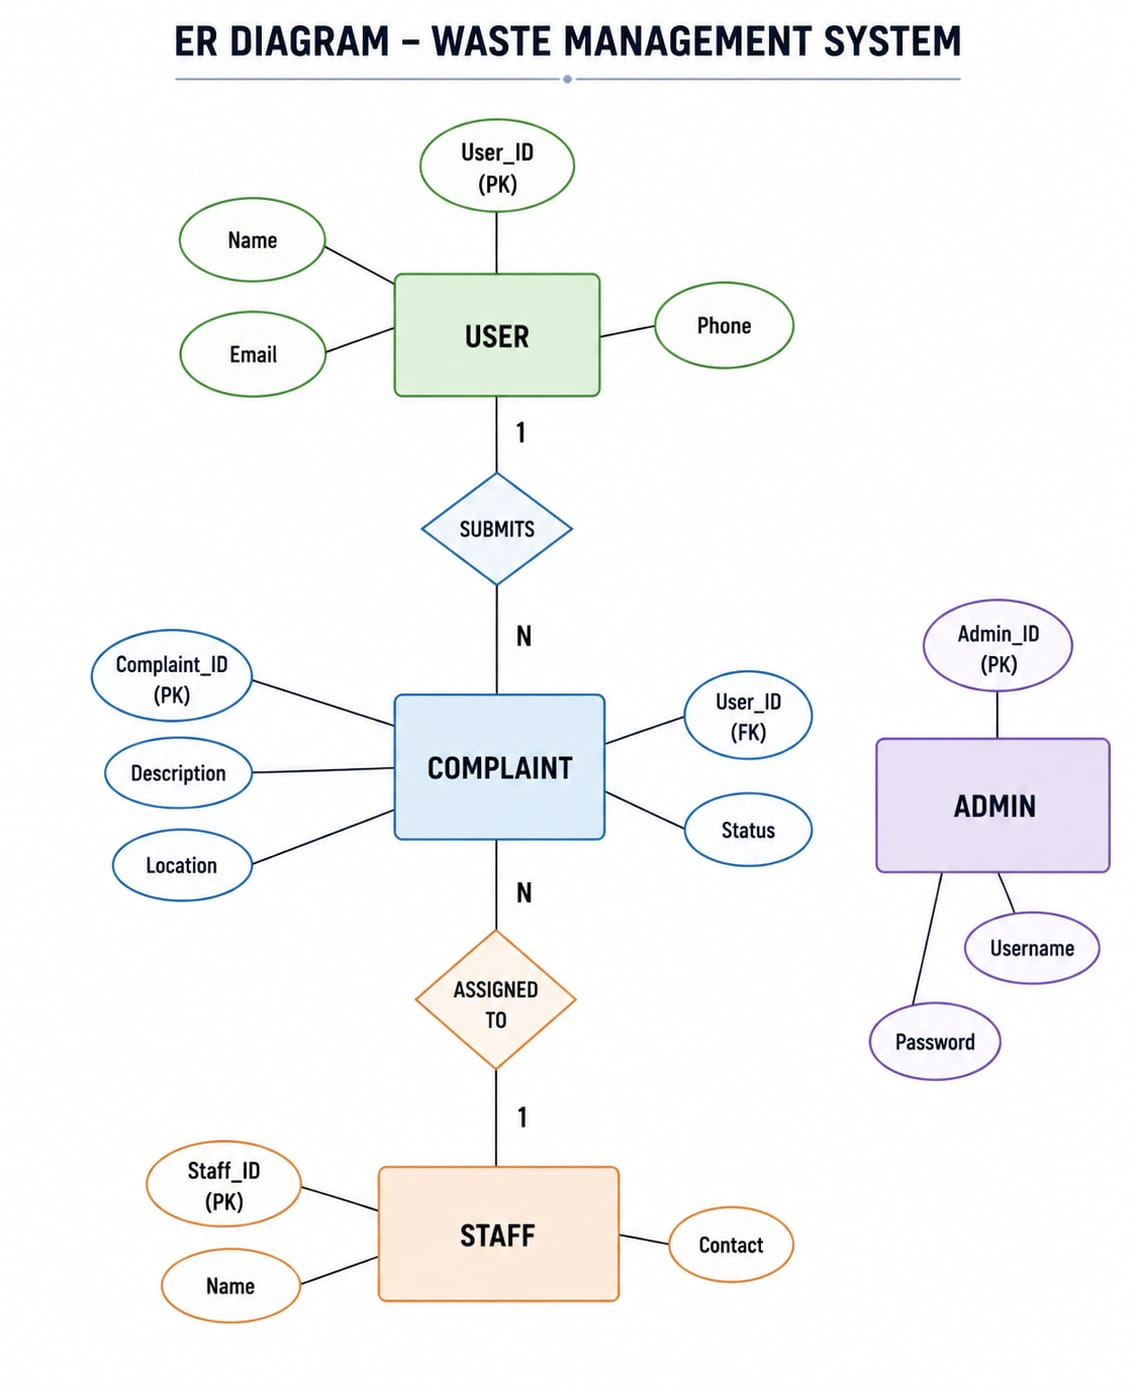 ER DIAGRAM – WASTE MANAGEMENT SYSTEM
User_ID
(PK)
Name
Email
USER
Phone
1
SUBMITS
N
Complaint_ID
(PK)
Description
Location
COMPLAINT
User_ID
(FK)
Status
Admin_ID
(PK)
ADMIN
Username
Password
N
ASSIGNED
TO
1
Staff_ID
(PK)
Name
STAFF
Contact